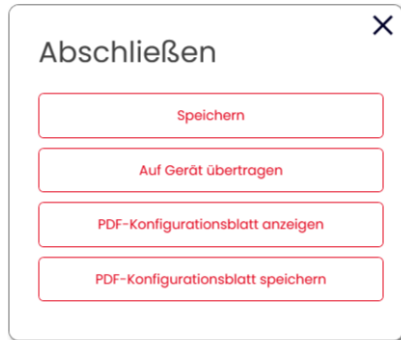 Abschließen
Speichern
Auf Gerät übertragen
PDF-Konfigurationsblatt anzeigen
PDF-Konfigurationsblatt speichern